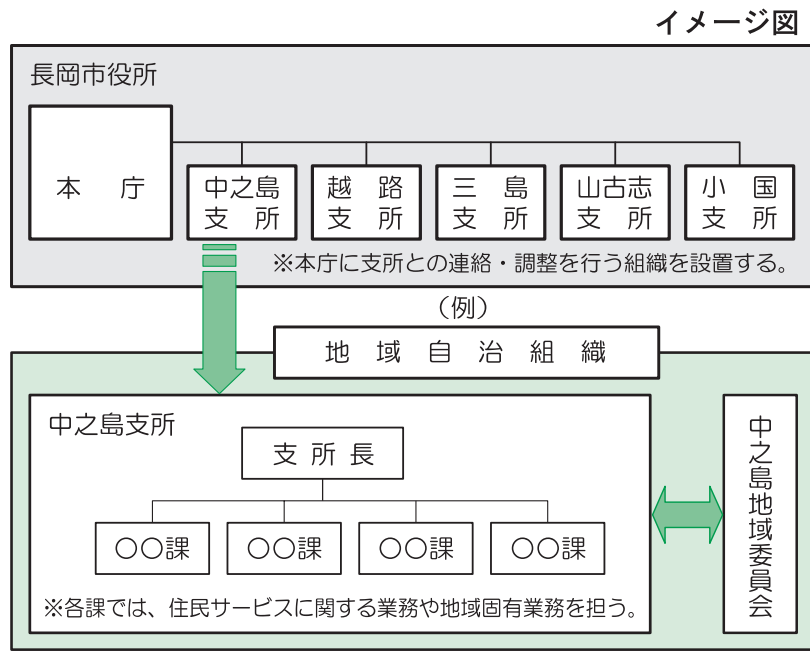 イメージ図
長岡市役所
本 庁
中之島
支 所
越 路
支 所
三 島
支 所
山古志
支 所
小 国
支 所
※本庁に支所との連絡・調整を行う組織を設置する。
（例）
地 域 自 治 組 織
中之島支所
支 所 長
○○課
○○課
○○課
○○課
※各課では、住民サービスに関する業務や地域固有業務を担う。
中之島地域委員会